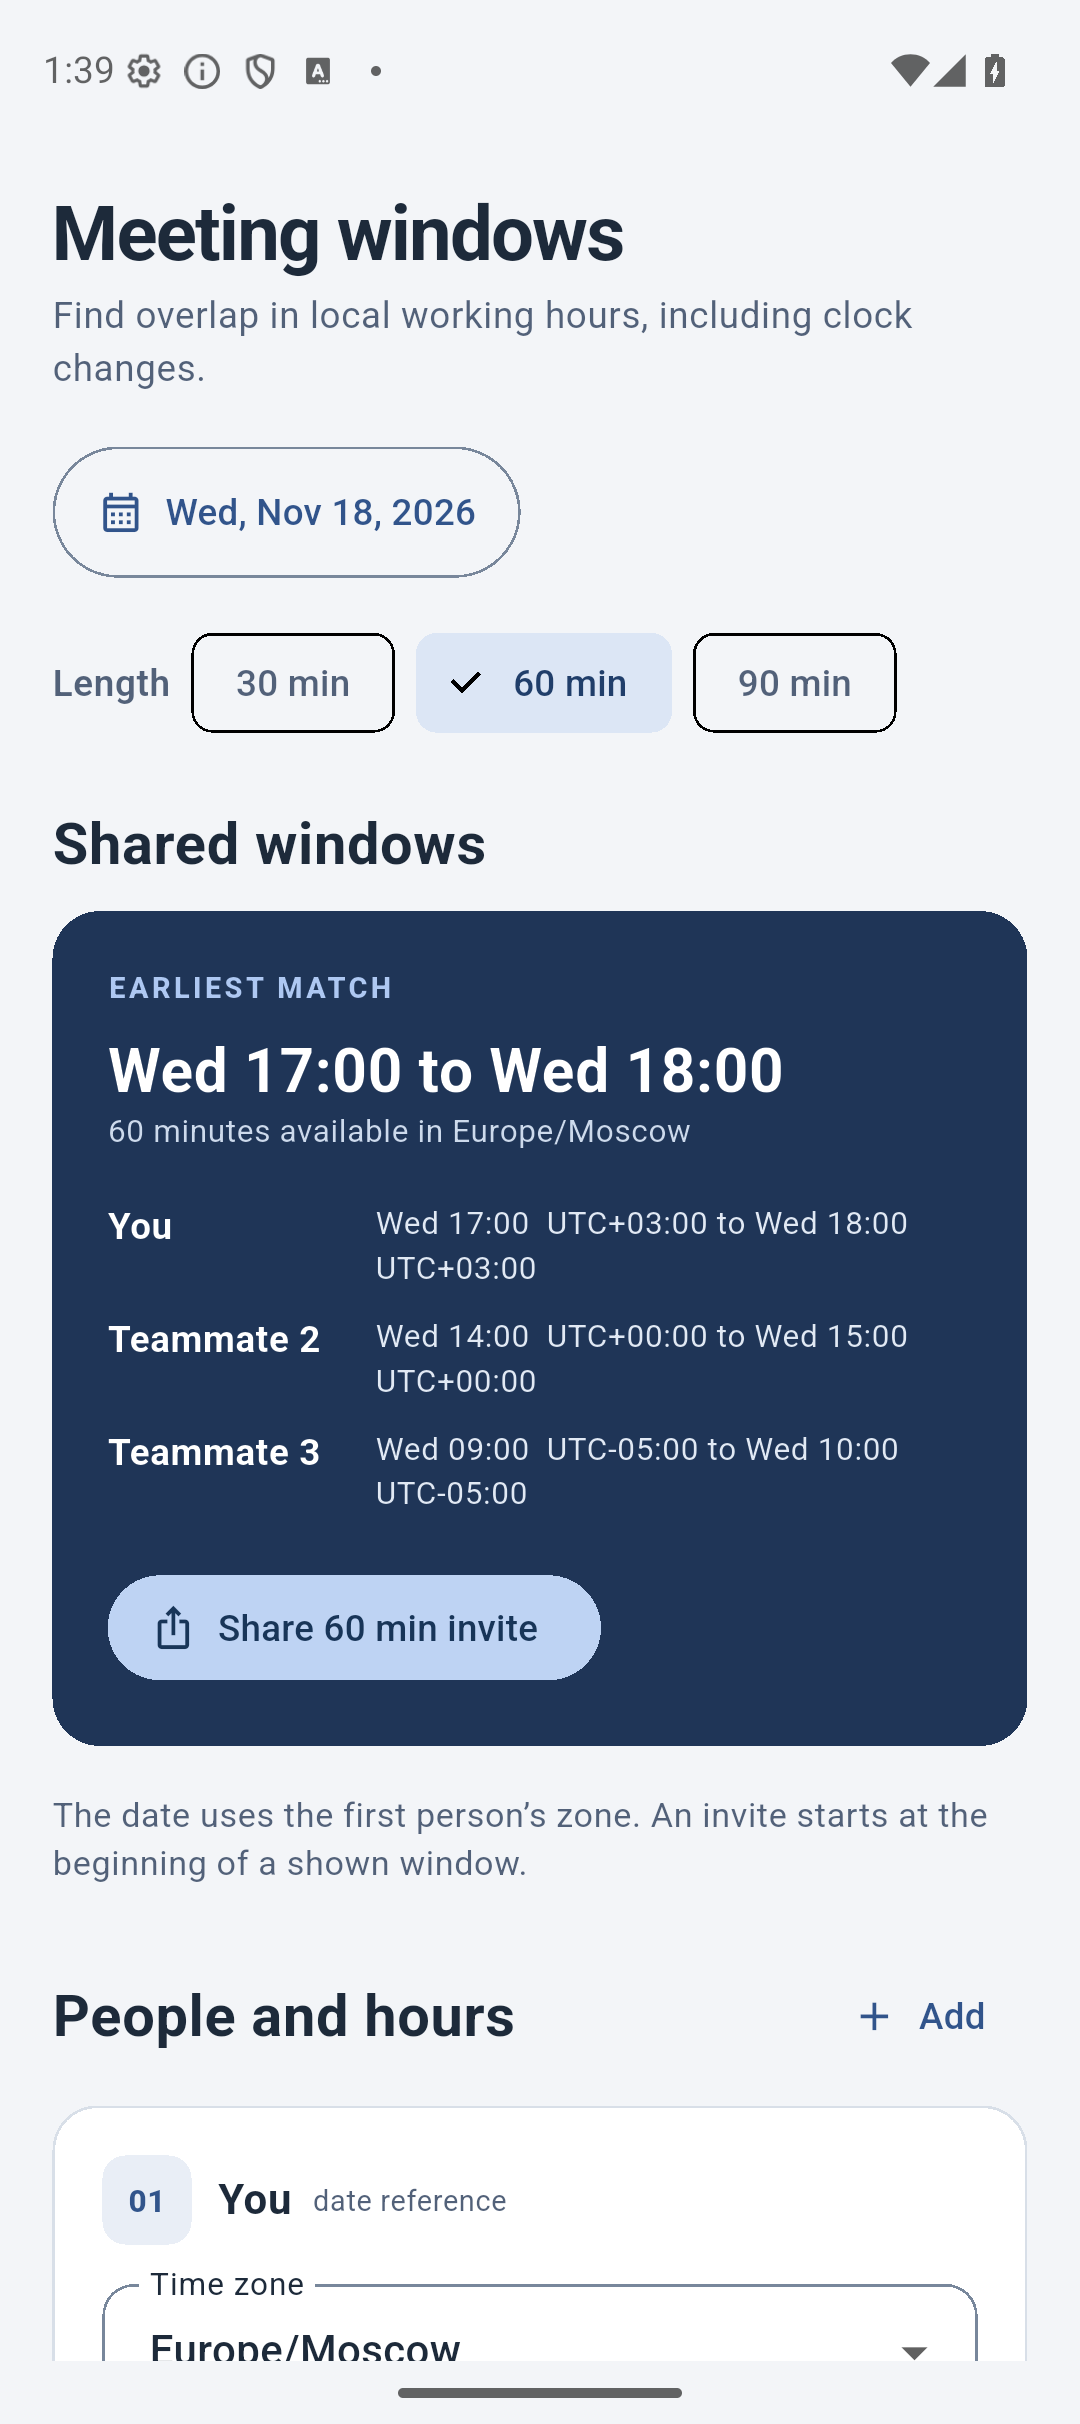 1:39
Meeting windows
Find overlap in local working hours, including clock
changes.
Wed, Nov 18, 2026
Length 30 min 60 min 90 min
Shared windows
EARLIEST MATCH
Wed 17:00 to Wed 18:00
60 minutes available in Europe/Moscow
You Wed 17:00 UTC+03:00 to Wed 18:00
UTC+03:00
Teammate 2 Wed 14:00 UTC+00:00 to Wed 15:00
UTC+00:00
Teammate 3 Wed 09:00 UTC-05:00 to Wed 10:00
UTC-05:00
Share 60 min invite
The date uses the first person’s zone. An invite starts at the
beginning of a shown window.
People and hours Add
01 You date reference
Time zone
Europe/Moscow